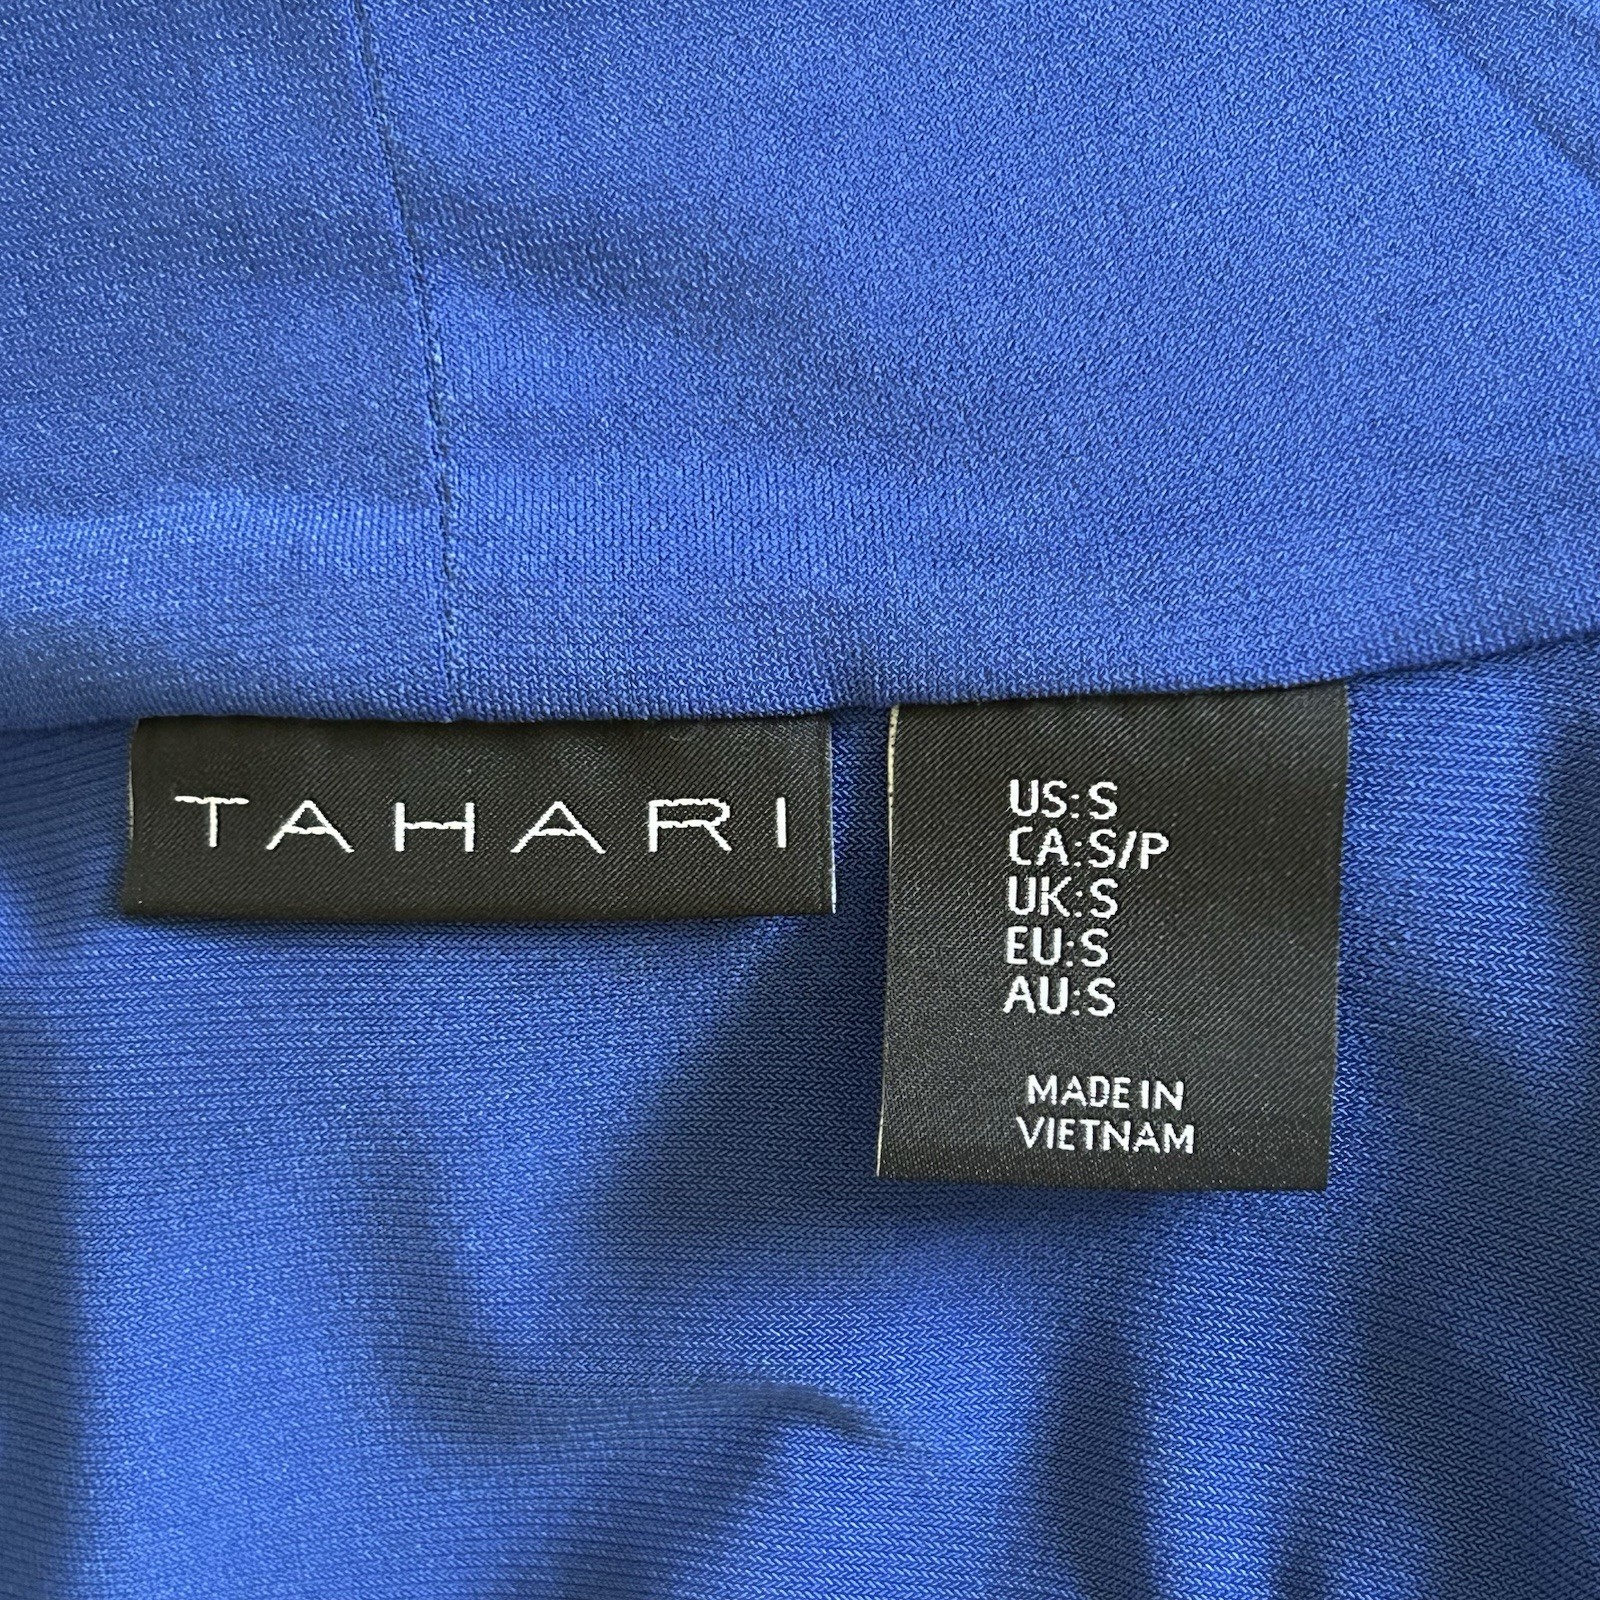 TAHARI
US:S
CA:S/P
UK:S
EU:S
AU:S
MADE IN
VIETNAM